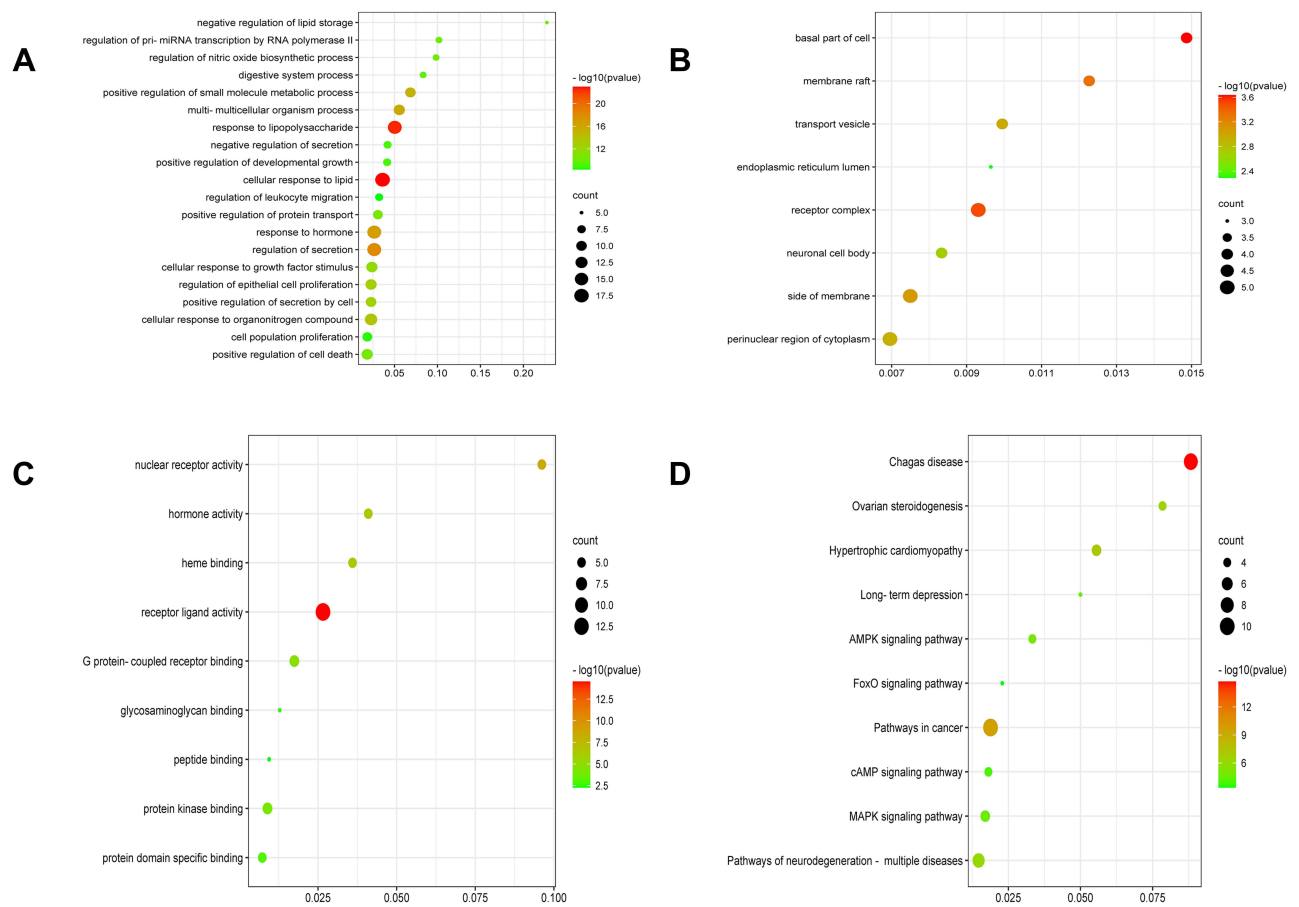 A
negative regulation of lipid storage
regulation of pri- miRNA transcription by RNA polymerase II
regulation of nitric oxide biosynthetic process
digestive system process
positive regulation of small molecule metabolic process
multi- multicellular organism process
response to lipopolysaccharide
negative regulation of secretion
positive regulation of developmental growth
cellular response to lipid
regulation of leukocyte migration
positive regulation of protein transport
response to hormone
regulation of secretion
cellular response to growth factor stimulus
regulation of epithelial cell proliferation
positive regulation of secretion by cell
cellular response to organonitrogen compound
cell population proliferation
positive regulation of cell death
0.05 0.10 0.15 0.20
- log10(pvalue)
20
16
12
count
5.0
7.5
10.0
12.5
15.0
17.5
B
basal part of cell
membrane raft
transport vesicle
endoplasmic reticulum lumen
receptor complex
neuronal cell body
side of membrane
perinuclear region of cytoplasm
0.007 0.009 0.011 0.013 0.015
- log10(pvalue)
3.6
3.2
2.8
2.4
count
3.0
3.5
4.0
4.5
5.0
C
nuclear receptor activity
hormone activity
heme binding
receptor ligand activity
G protein- coupled receptor binding
glycosaminoglycan binding
peptide binding
protein kinase binding
protein domain specific binding
0.025 0.050 0.075 0.100
count
5.0
7.5
10.0
12.5
- log10(pvalue)
12.5
10.0
7.5
5.0
2.5
D
Chagas disease
Ovarian steroidogenesis
Hypertrophic cardiomyopathy
Long- term depression
AMPK signaling pathway
FoxO signaling pathway
Pathways in cancer
cAMP signaling pathway
MAPK signaling pathway
Pathways of neurodegeneration - multiple diseases
0.025 0.050 0.075
count
4
6
8
10
- log10(pvalue)
12
9
6